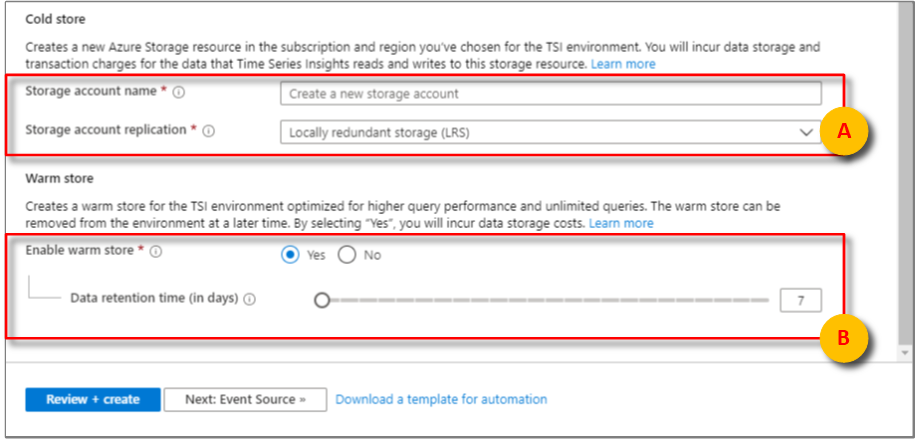 Cold store
Creates a new Azure Storage resource in the subscription and region you've chosen for the TSI environment. You will incur data storage and
transaction charges for the data that Time Series Insights reads and writes to this storage resource. Learn more
Storage account name * Create a new storage account
Storage account replication * Locally redundant storage (LRS)
A
Warm store
Creates a warm store for the TSI environment optimized for higher query performance and unlimited queries. The warm store can be
removed from the environment at a later time. By selecting "Yes", you will incur data storage costs. Learn more
Enable warm store * Yes No
Data retention time (in days) 7
B
Review + create Next: Event Source » Download a template for automation